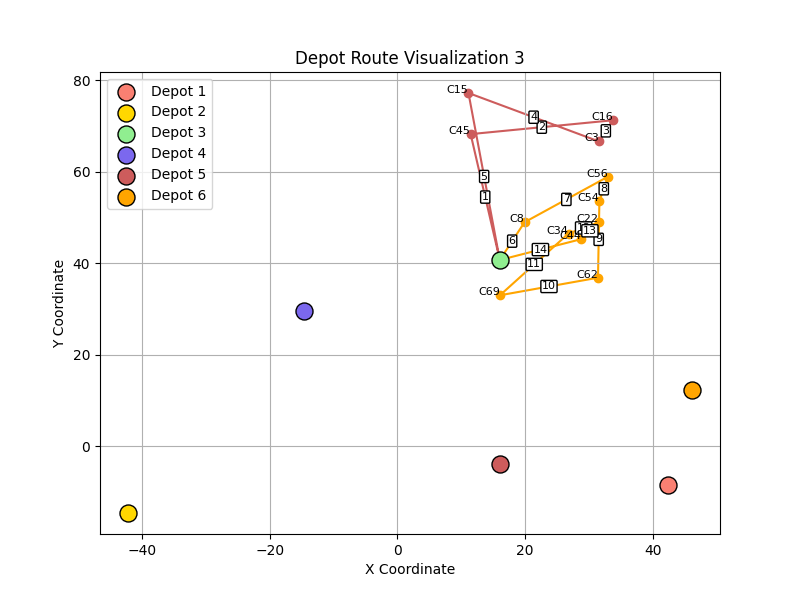 Depot Route Visualization 3
Depot 1
Depot 2
Depot 3
Depot 4
Depot 5
Depot 6
C15
C45
C16
C3
4
2
3
5
1
C56
C54
C8
C22
C34
C44
C62
C69
8
7
6
13
9
14
11
10
80
60
40
20
0
−40
−20
0
20
40
Y Coordinate
X Coordinate